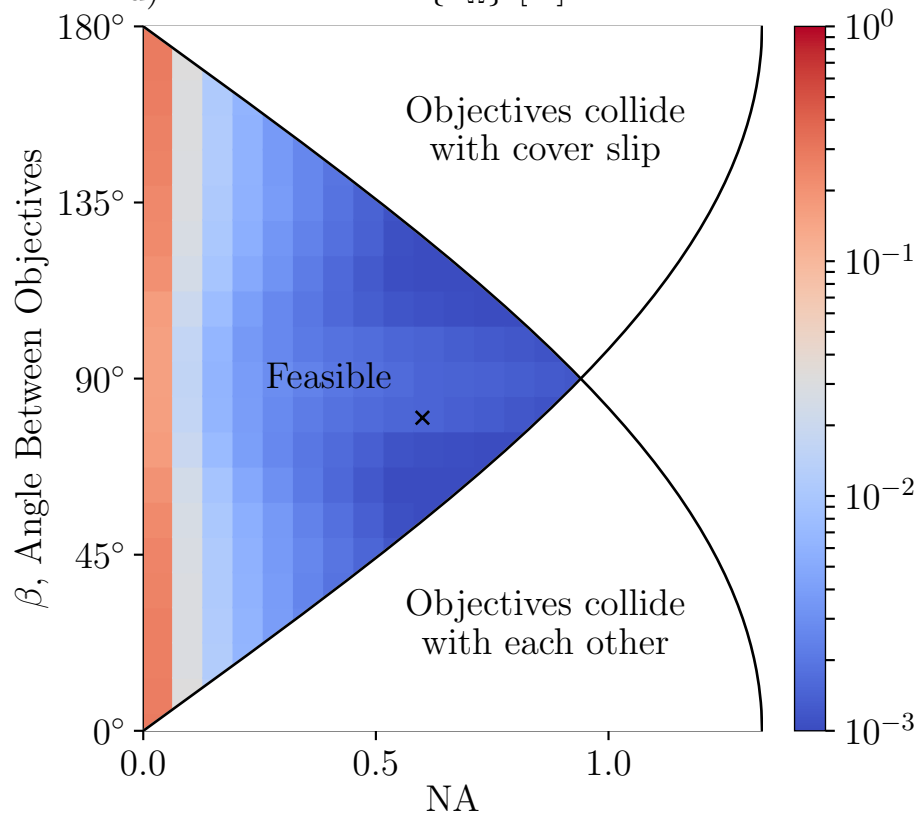 180°
135°
90°
45°
0°
β, Angle Between Objectives
Objectives collide
with cover slip
Feasible
×
Objectives collide
with each other
0.0
0.5
1.0
NA
10⁰
10⁻¹
10⁻²
10⁻³